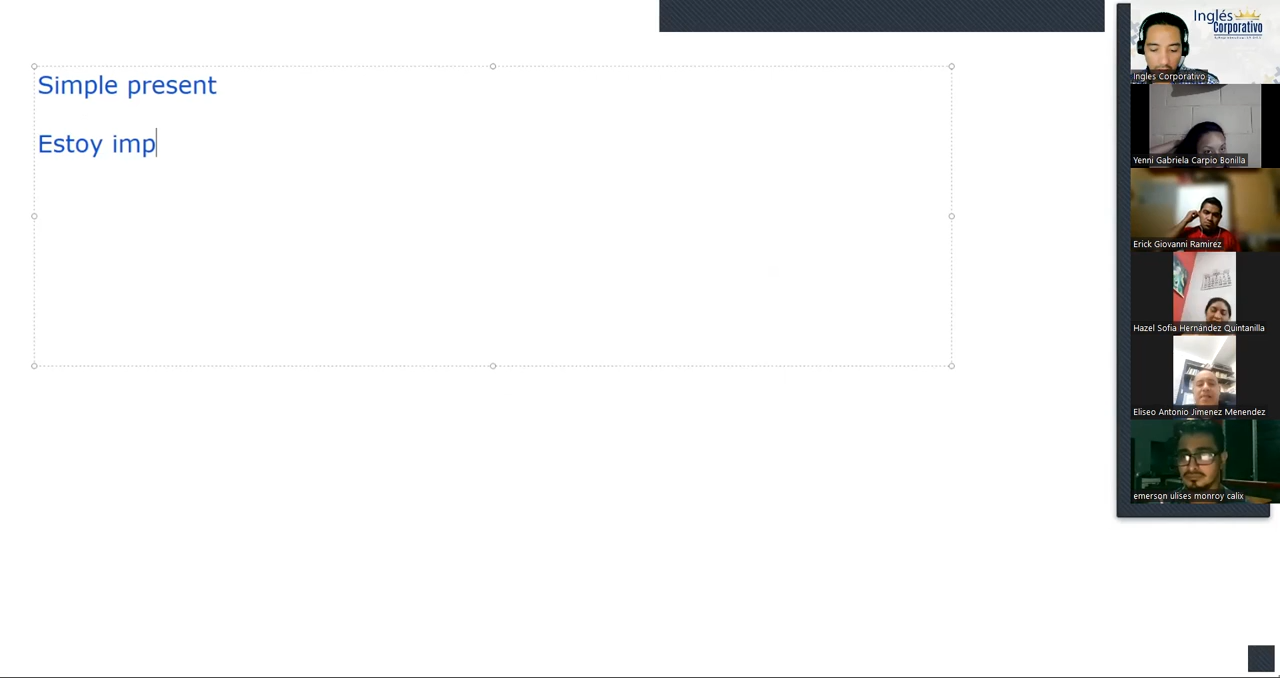 Simple present
Estoy imp
Inglés
Corporativo
ingles Corporativo
Yenni Gabriela Carpio Bonilla
Erick Giovanni Ramirez
Hazel Sofia Hernández Quintanilla
Eliseo Antonio Jimenez Menendez
emerson ulises monroy calix